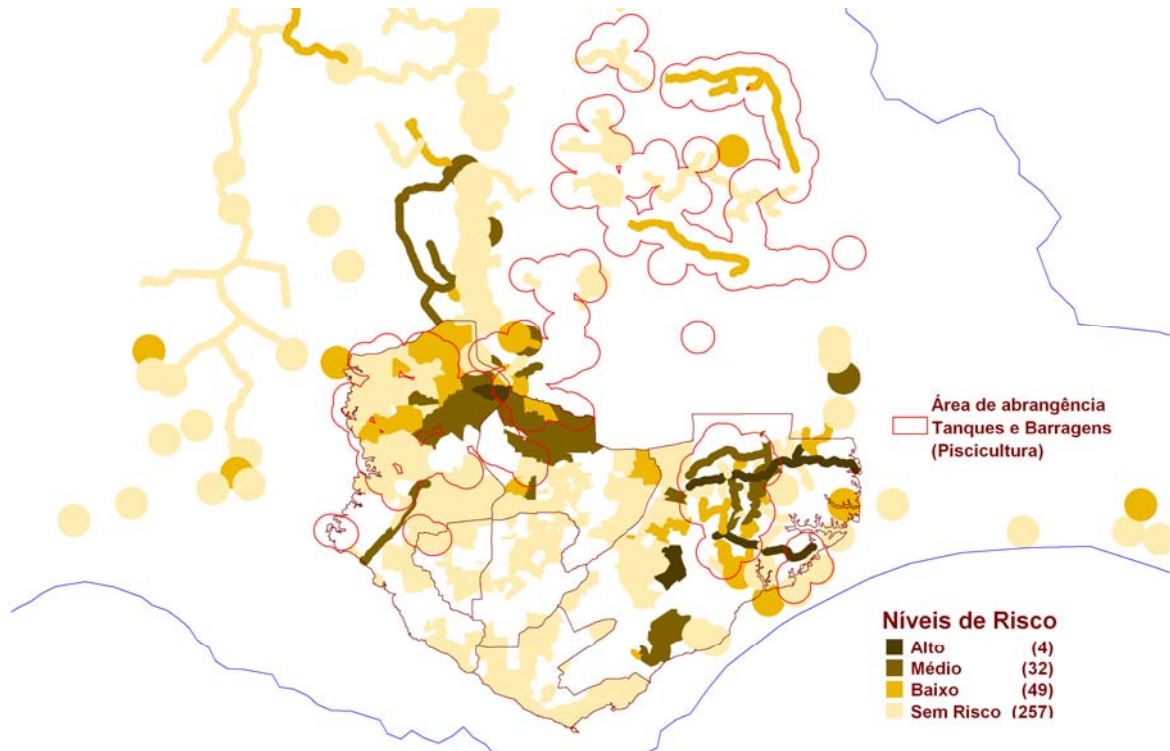 Área de abrangência
Tanques e Barragens
(Piscicultura)
Níveis de Risco
Alto (4)
Médio (32)
Baixo (49)
Sem Risco (257)